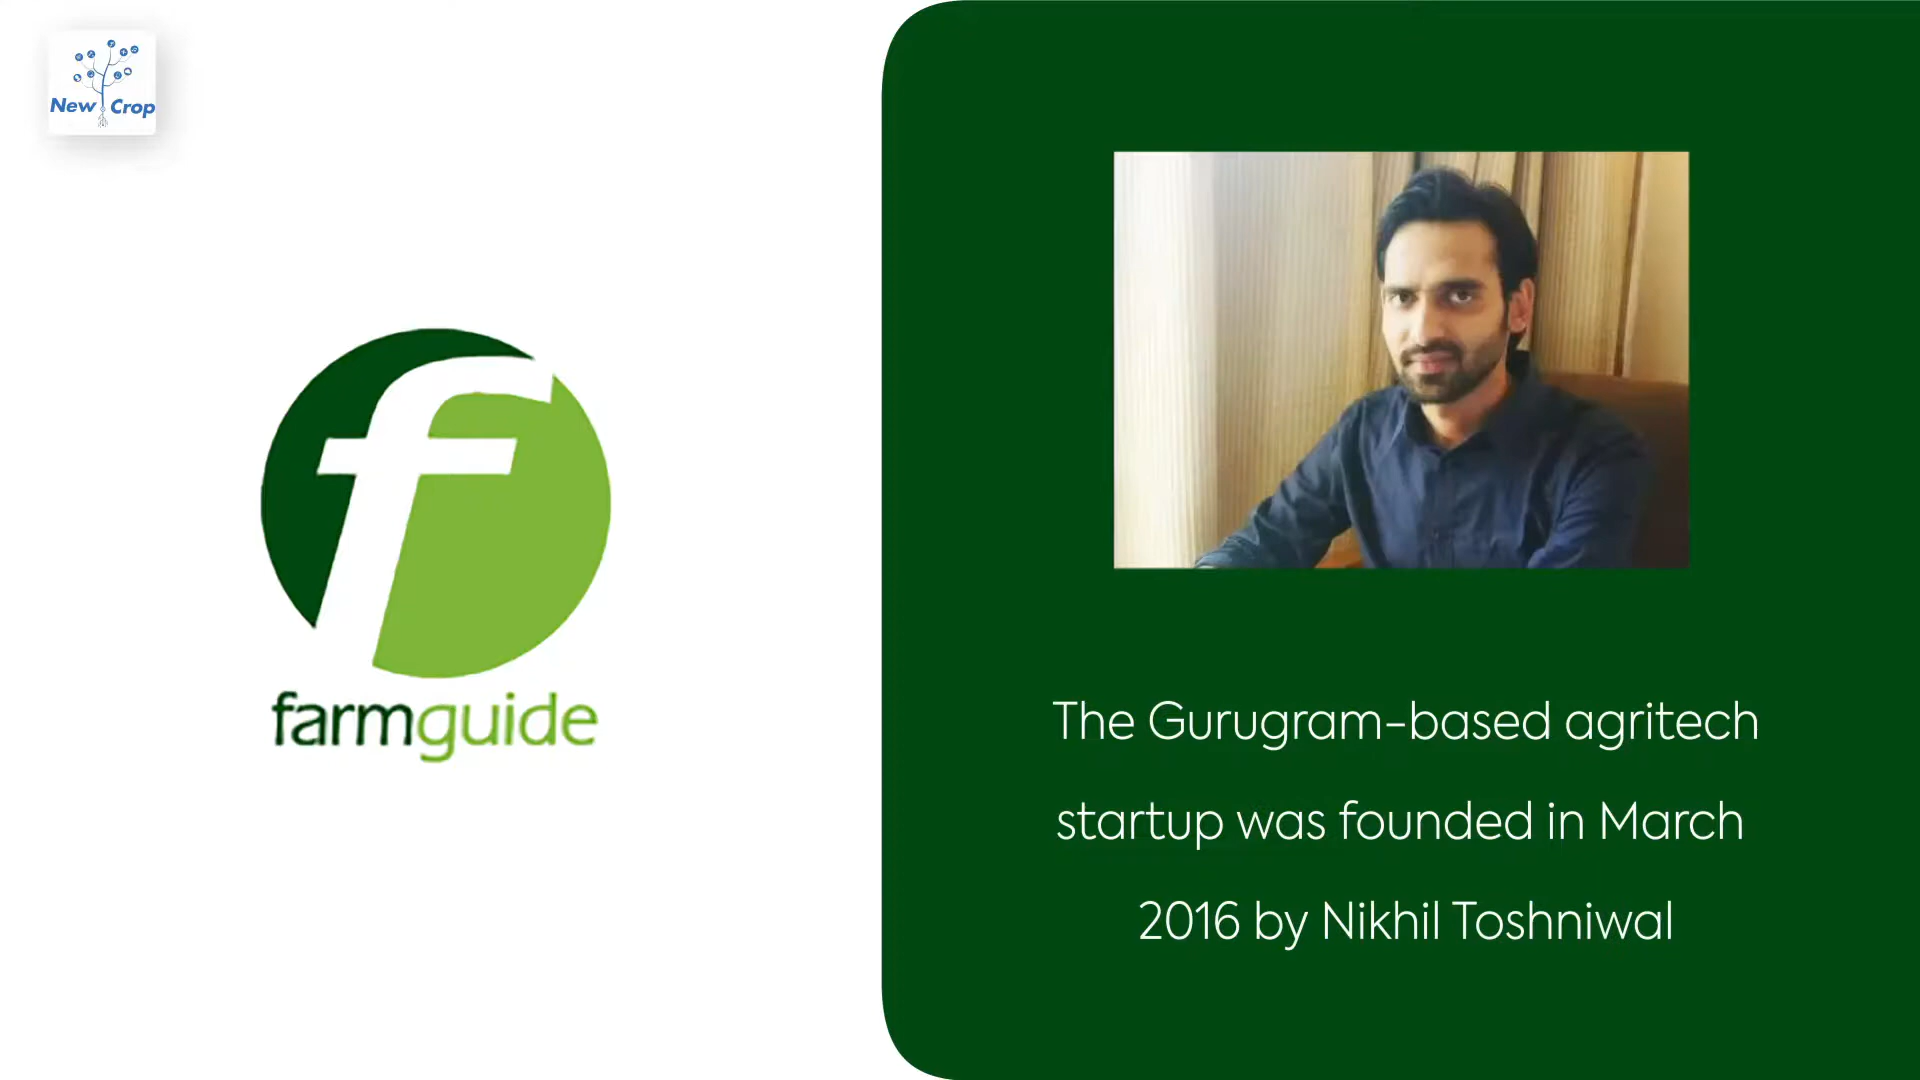 New Crop
farmguide
The Gurugram-based agritech
startup was founded in March
2016 by Nikhil Toshniwal